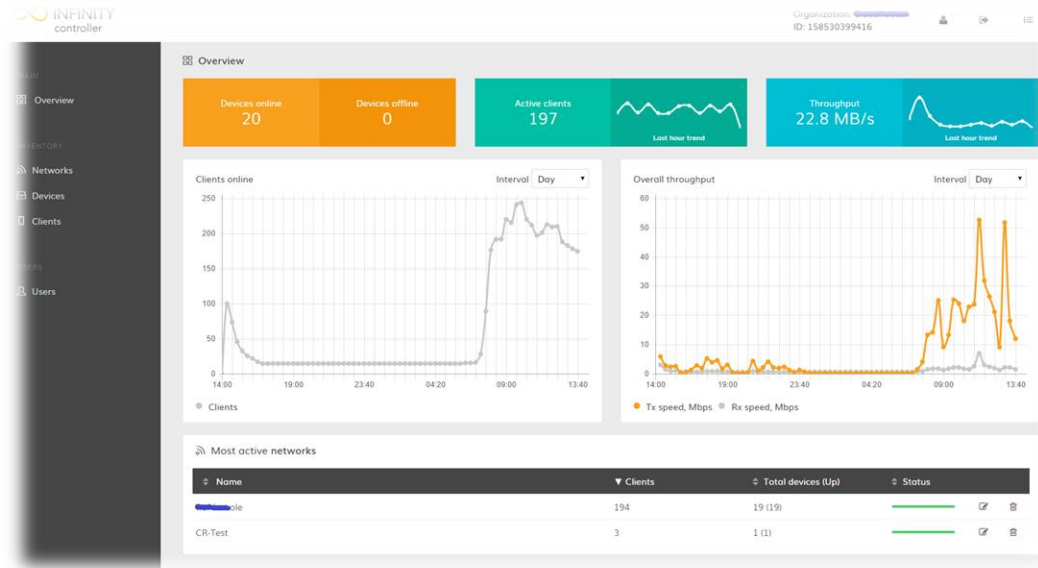 INFINITY
controller
Organization:
ID: 158530399416
MAIN
Overview
INVENTORY
Networks
Devices
Clients
USERS
Users
Overview
Devices online
20
Devices offline
0
Active clients
197
Last hour trend
Throughput
22.8 MB/s
Last hour trend
Clients online
Interval Day
250
200
150
100
50
0
14:00 19:00 23:40 04:20 09:00 13:40
Clients
Overall throughput
Interval Day
60
50
40
30
20
10
0
14:00 19:00 23:40 04:20 09:00 13:40
Tx speed, Mbps Rx speed, Mbps
Most active networks
Name Clients Total devices (Up) Status
194 19 (19)
CR-Test 3 1 (1)